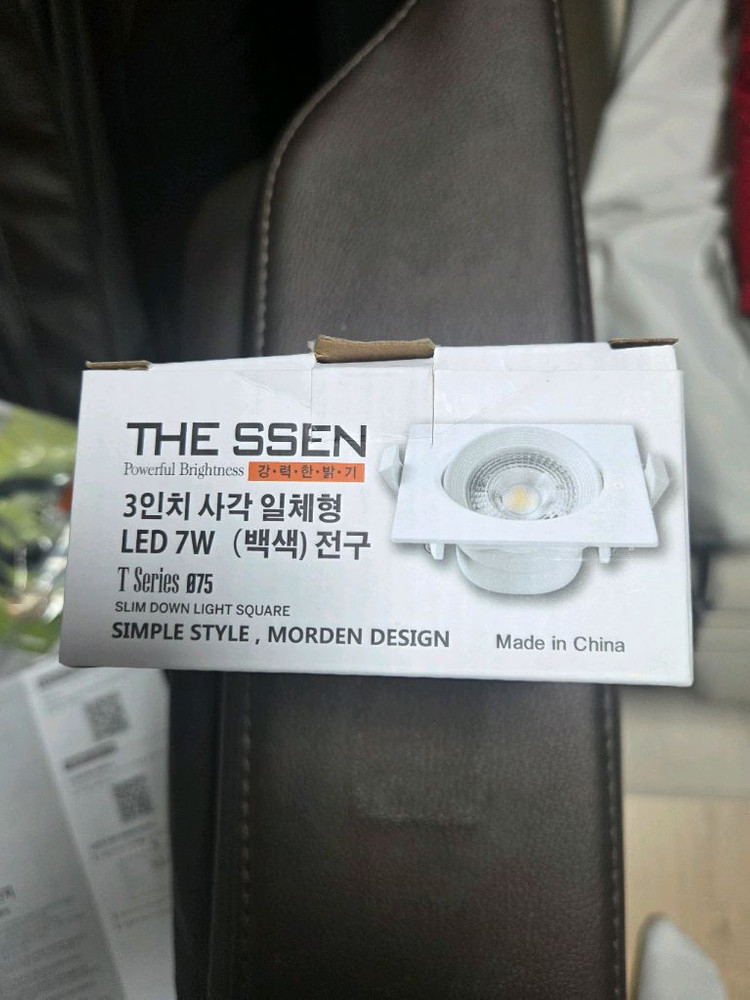 THE SSEN
Powerful Brightness 강·력·한·밝·기
3인치 사각 일체형
LED 7W (백색) 전구
T Series Ø75
SLIM DOWN LIGHT SQUARE
SIMPLE STYLE , MORDEN DESIGN
Made in China